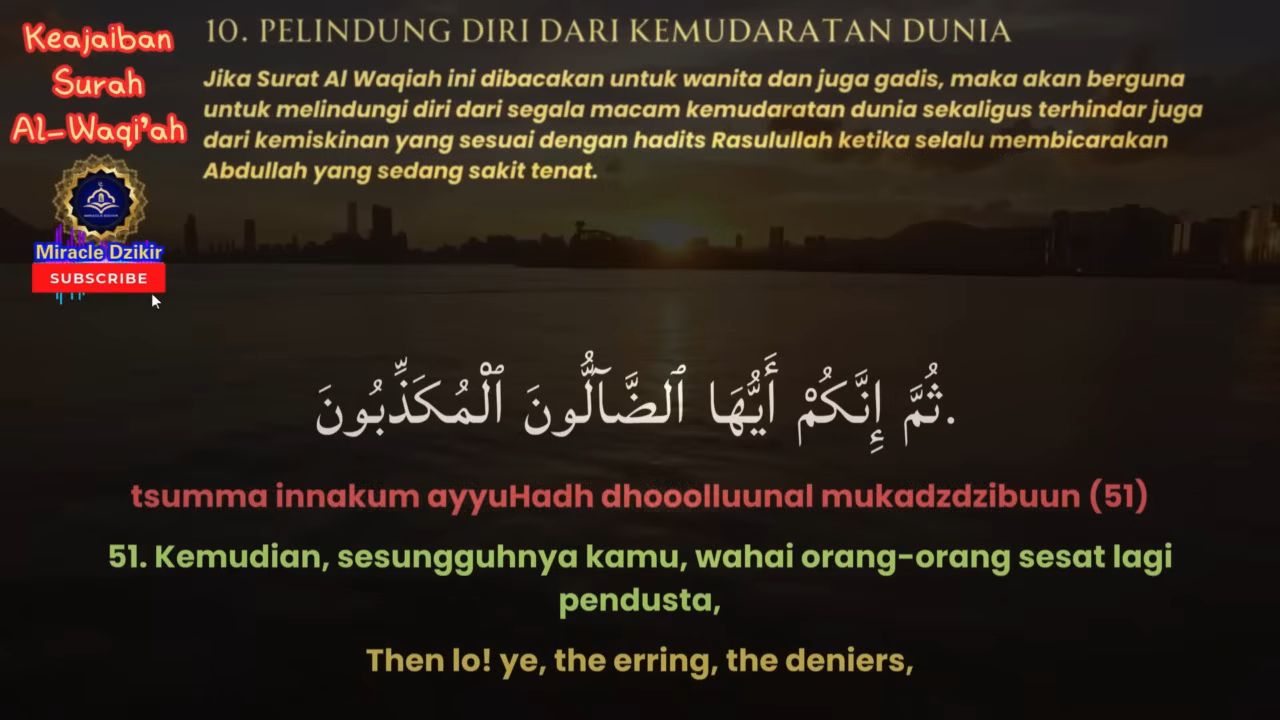 Keajaiban
Surah
Al-Waqi'ah
MIRACLE DZIKIR
Miracle Dzikir
SUBSCRIBE
10. PELINDUNG DIRI DARI KEMUDARATAN DUNIA
Jika Surat Al Waqiah ini dibacakan untuk wanita dan juga gadis, maka akan berguna
untuk melindungi diri dari segala macam kemudaratan dunia sekaligus terhindar juga
dari kemiskinan yang sesuai dengan hadits Rasulullah ketika selalu membicarakan
Abdullah yang sedang sakit tenat.
.ثُمَّ إِنَّكُمْ أَيُّهَا ٱلضَّآلُّونَ ٱلْمُكَذِّبُونَ
tsumma innakum ayyuHadh dhooolluunal mukadzdzibuun (51)
51. Kemudian, sesungguhnya kamu, wahai orang-orang sesat lagi
pendusta,
Then lo! ye, the erring, the deniers,